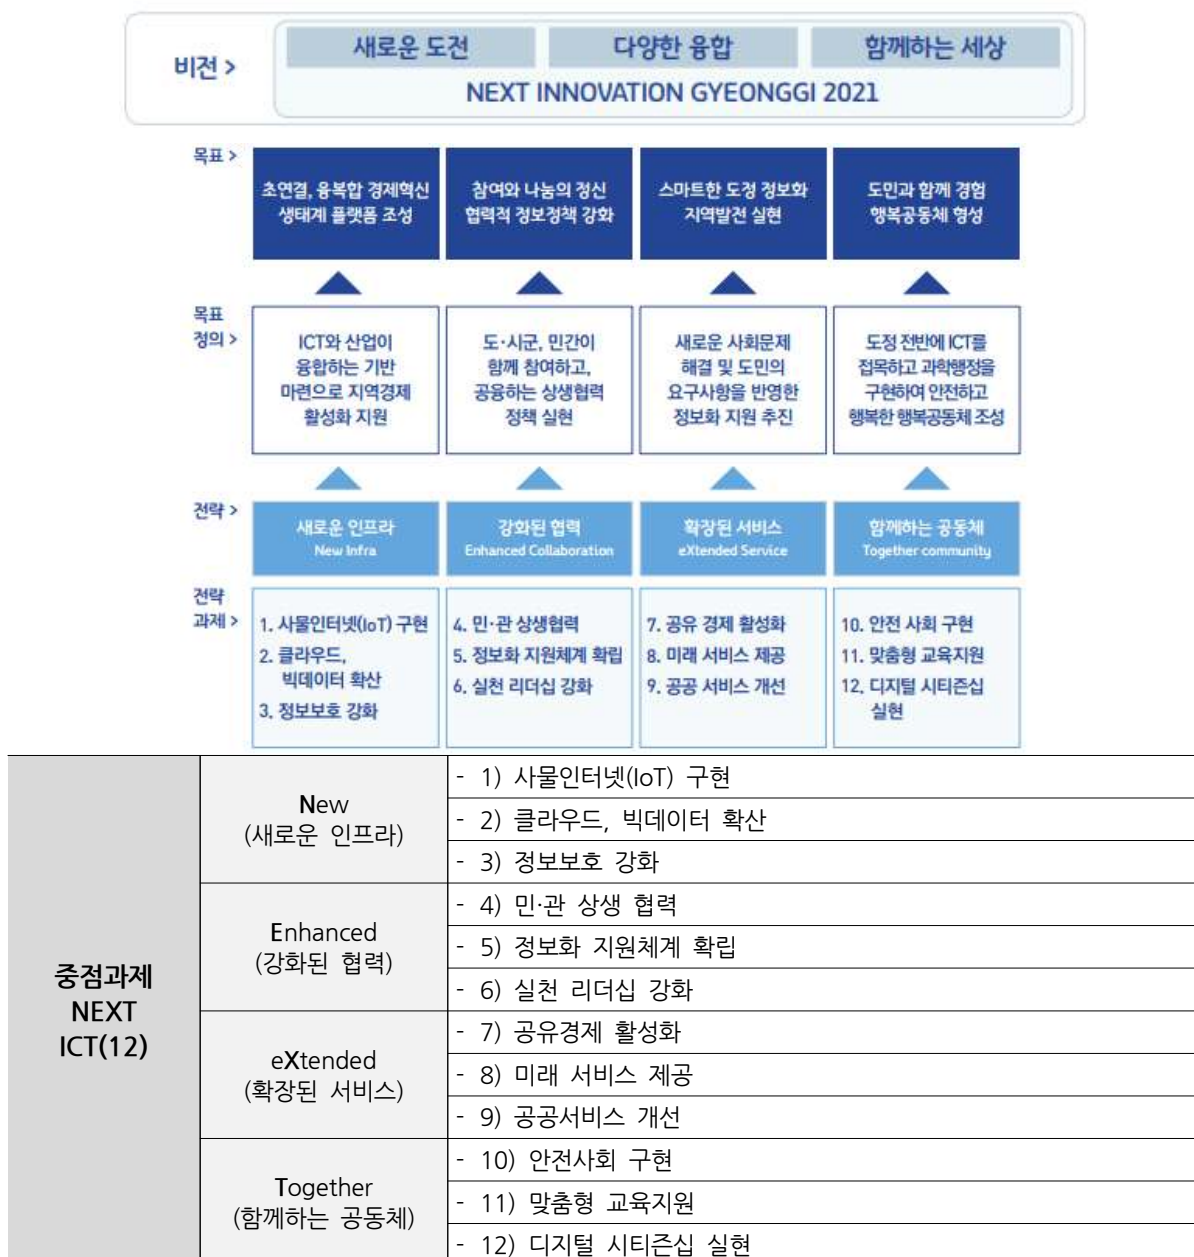 비전 >
새로운 도전
다양한 융합
함께하는 세상
NEXT INNOVATION GYEONGGI 2021
목표 >
초연결, 융복합 경제혁신
생태계 플랫폼 조성
참여와 나눔의 정신
협력적 정보정책 강화
스마트한 도정 정보화
지역발전 실현
도민과 함께 경험
행복공동체 형성
목표
정의 >
ICT와 산업이
융합하는 기반
마련으로 지역경제
활성화 지원
도·시군, 민간이
함께 참여하고,
공융하는 상생협력
정책 실현
새로운 사회문제
해결 및 도민의
요구사항을 반영한
정보화 지원 추진
도정 전반에 ICT를
접목하고 과학행정을
구현하여 안전하고
행복한 행복공동체 조성
전략 >
새로운 인프라
New Infra
강화된 협력
Enhanced Collaboration
확장된 서비스
eXtended Service
함께하는 공동체
Together community
전략
과제 >
1. 사물인터넷(IoT) 구현
2. 클라우드,
빅데이터 확산
3. 정보보호 강화
4. 민·관 상생협력
5. 정보화 지원체계 확립
6. 실천 리더십 강화
7. 공유 경제 활성화
8. 미래 서비스 제공
9. 공공 서비스 개선
10. 안전 사회 구현
11. 맞춤형 교육지원
12. 디지털 시티즌십
실현
중점과제
NEXT
ICT(12)
New
(새로운 인프라)
- 1) 사물인터넷(IoT) 구현
- 2) 클라우드, 빅데이터 확산
- 3) 정보보호 강화
Enhanced
(강화된 협력)
- 4) 민·관 상생 협력
- 5) 정보화 지원체계 확립
- 6) 실천 리더십 강화
eXtended
(확장된 서비스)
- 7) 공유경제 활성화
- 8) 미래 서비스 제공
- 9) 공공서비스 개선
Together
(함께하는 공동체)
- 10) 안전사회 구현
- 11) 맞춤형 교육지원
- 12) 디지털 시티즌십 실현